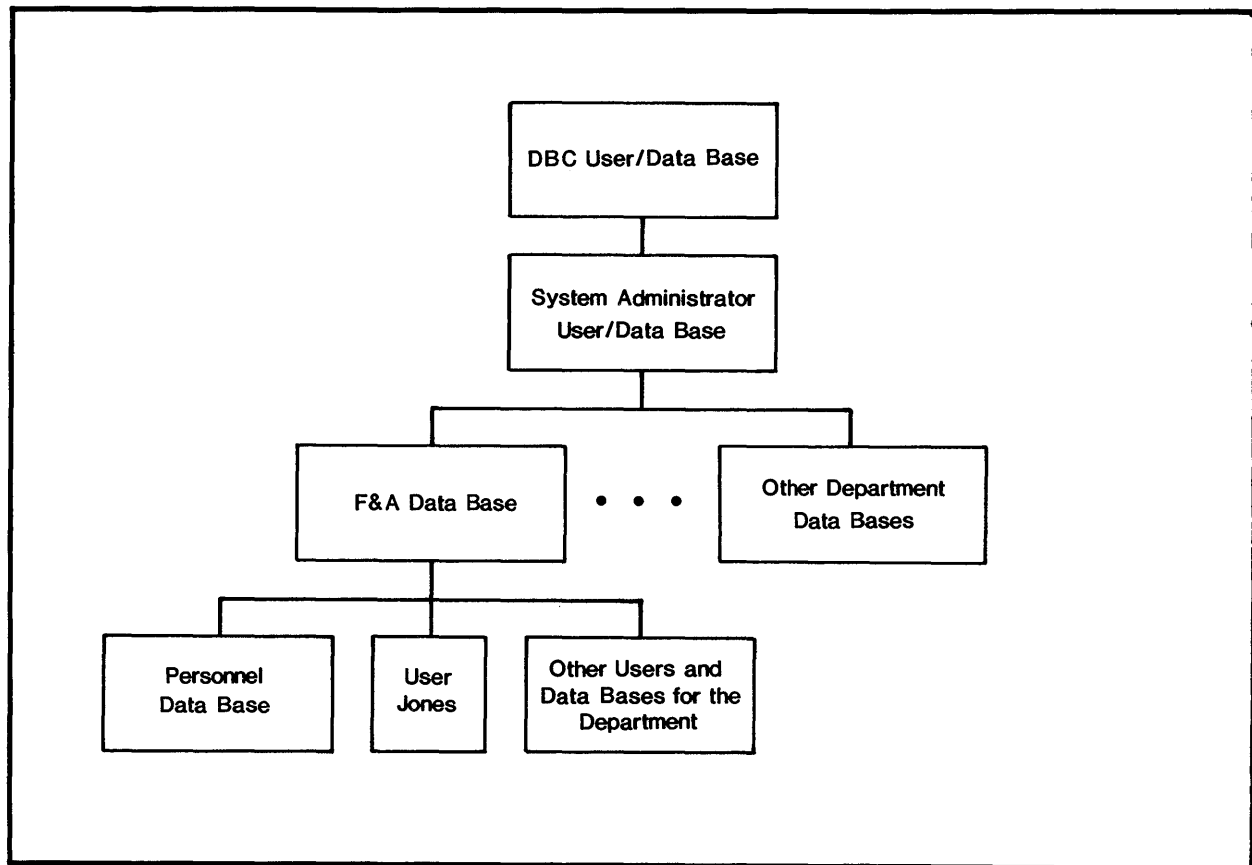 DBC User/Data Base
System Administrator
User/Data Base
F&A Data Base
Other Department
Data Bases
Personnel
Data Base
User
Jones
Other Users and
Data Bases for the
Department